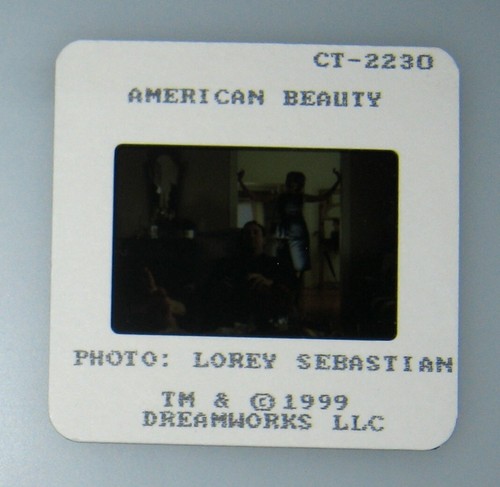 CT-2230
AMERICAN BEAUTY
PHOTO: LOREY SEBASTIAN
TM & © 1999
DREAMWORKS LLC